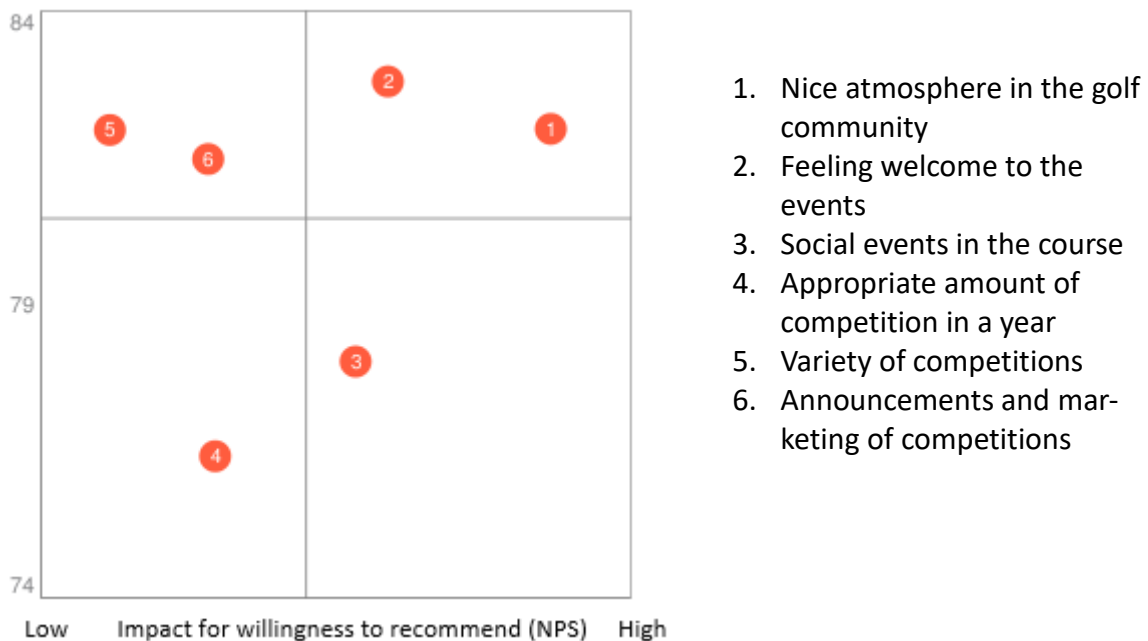 84
79
74
5
6
2
1
3
4
Low Impact for willingness to recommend (NPS) High
1. Nice atmosphere in the golf
community
2. Feeling welcome to the
events
3. Social events in the course
4. Appropriate amount of
competition in a year
5. Variety of competitions
6. Announcements and mar-
keting of competitions